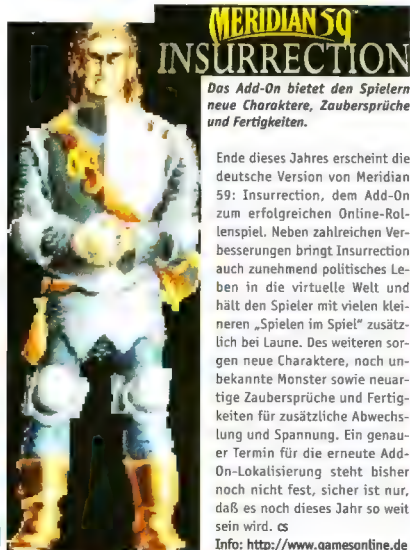 MERIDIAN 59
INSURRECTION
Das Add-On bietet den Spielern
neue Charaktere, Zaubersprüche
und Fertigkeiten.
Ende dieses Jahres erscheint die
deutsche Version von Meridian
59: Insurrection, dem Add-On
zum erfolgreichen Online-Rol-
lenspiel. Neben zahlreichen Ver-
besserungen bringt Insurrection
auch zunehmend politisches Le-
ben in die virtuelle Welt und
hält den Spieler mit vielen klei-
neren „Spielen im Spiel" zusätz-
lich bei Laune. Des weiteren sor-
gen neue Charaktere, noch un-
bekannte Monster sowie neuar-
tige Zaubersprüche und Fertig-
keiten für zusätzliche Abwechs-
lung und Spannung. Ein genau-
er Termin für die erneute Add-
On-Lokalisierung steht bisher
noch nicht fest, sicher ist nur,
daß es noch dieses Jahr so weit
sein wird. CS
Info: http://www.gamesonline.de